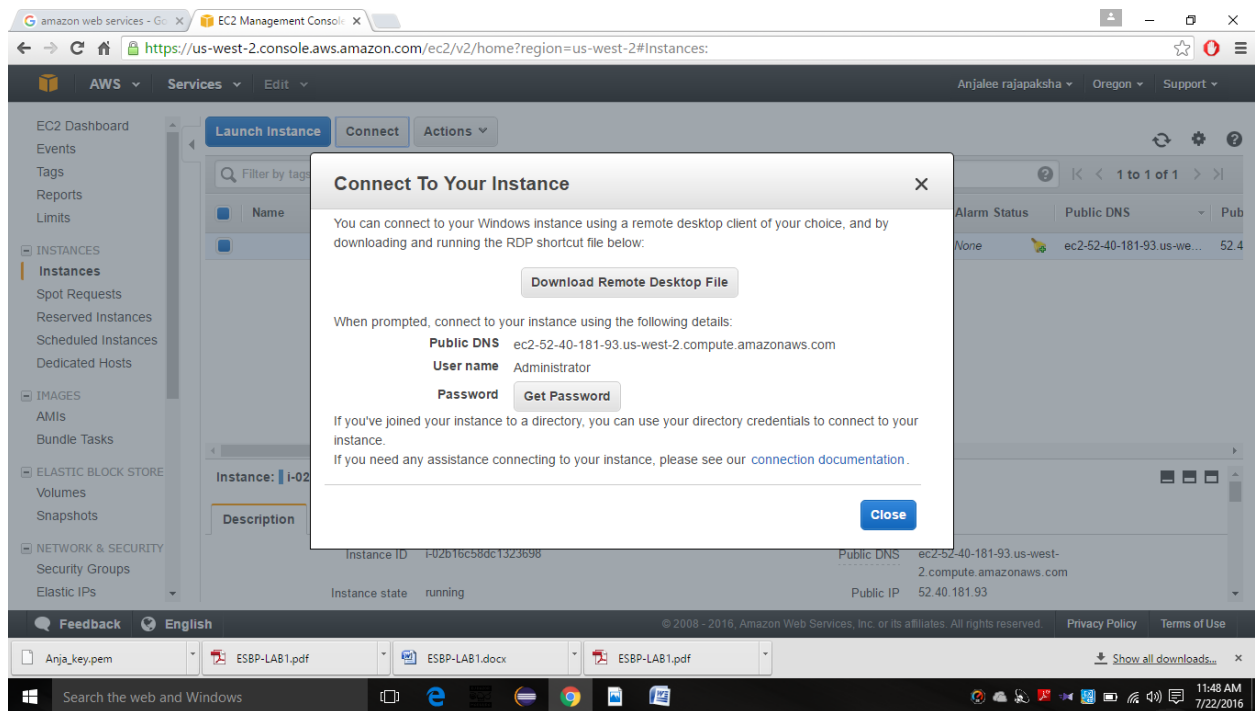 amazon web services - Go
EC2 Management Console
https://us-west-2.console.aws.amazon.com/ec2/v2/home?region=us-west-2#Instances:
AWS Services Edit Anjalee rajapaksha Oregon Support
EC2 Dashboard
Events
Tags
Reports
Limits
INSTANCES
Instances
Spot Requests
Reserved Instances
Scheduled Instances
Dedicated Hosts
IMAGES
AMIs
Bundle Tasks
ELASTIC BLOCK STORE
Volumes
Snapshots
NETWORK & SECURITY
Security Groups
Elastic IPs
Launch Instance Connect Actions
Filter by tags
1 to 1 of 1
Name Alarm Status Public DNS Pub
None ec2-52-40-181-93.us-we... 52.4
Connect To Your Instance
You can connect to your Windows instance using a remote desktop client of your choice, and by
downloading and running the RDP shortcut file below:
Download Remote Desktop File
When prompted, connect to your instance using the following details:
Public DNS ec2-52-40-181-93.us-west-2.compute.amazonaws.com
User name Administrator
Password Get Password
If you've joined your instance to a directory, you can use your directory credentials to connect to your
instance.
If you need any assistance connecting to your instance, please see our connection documentation.
Close
Instance: i-02
Description
Instance ID i-02b16c58dc1323698 Public DNS ec2-52-40-181-93.us-west-
2.compute.amazonaws.com
Instance state running Public IP 52.40.181.93
Feedback English © 2008 - 2016, Amazon Web Services, Inc. or its affiliates. All rights reserved. Privacy Policy Terms of Use
Anja_key.pem ESBP-LAB1.pdf ESBP-LAB1.docx ESBP-LAB1.pdf Show all downloads...
Search the web and Windows 11:48 AM
7/22/2016